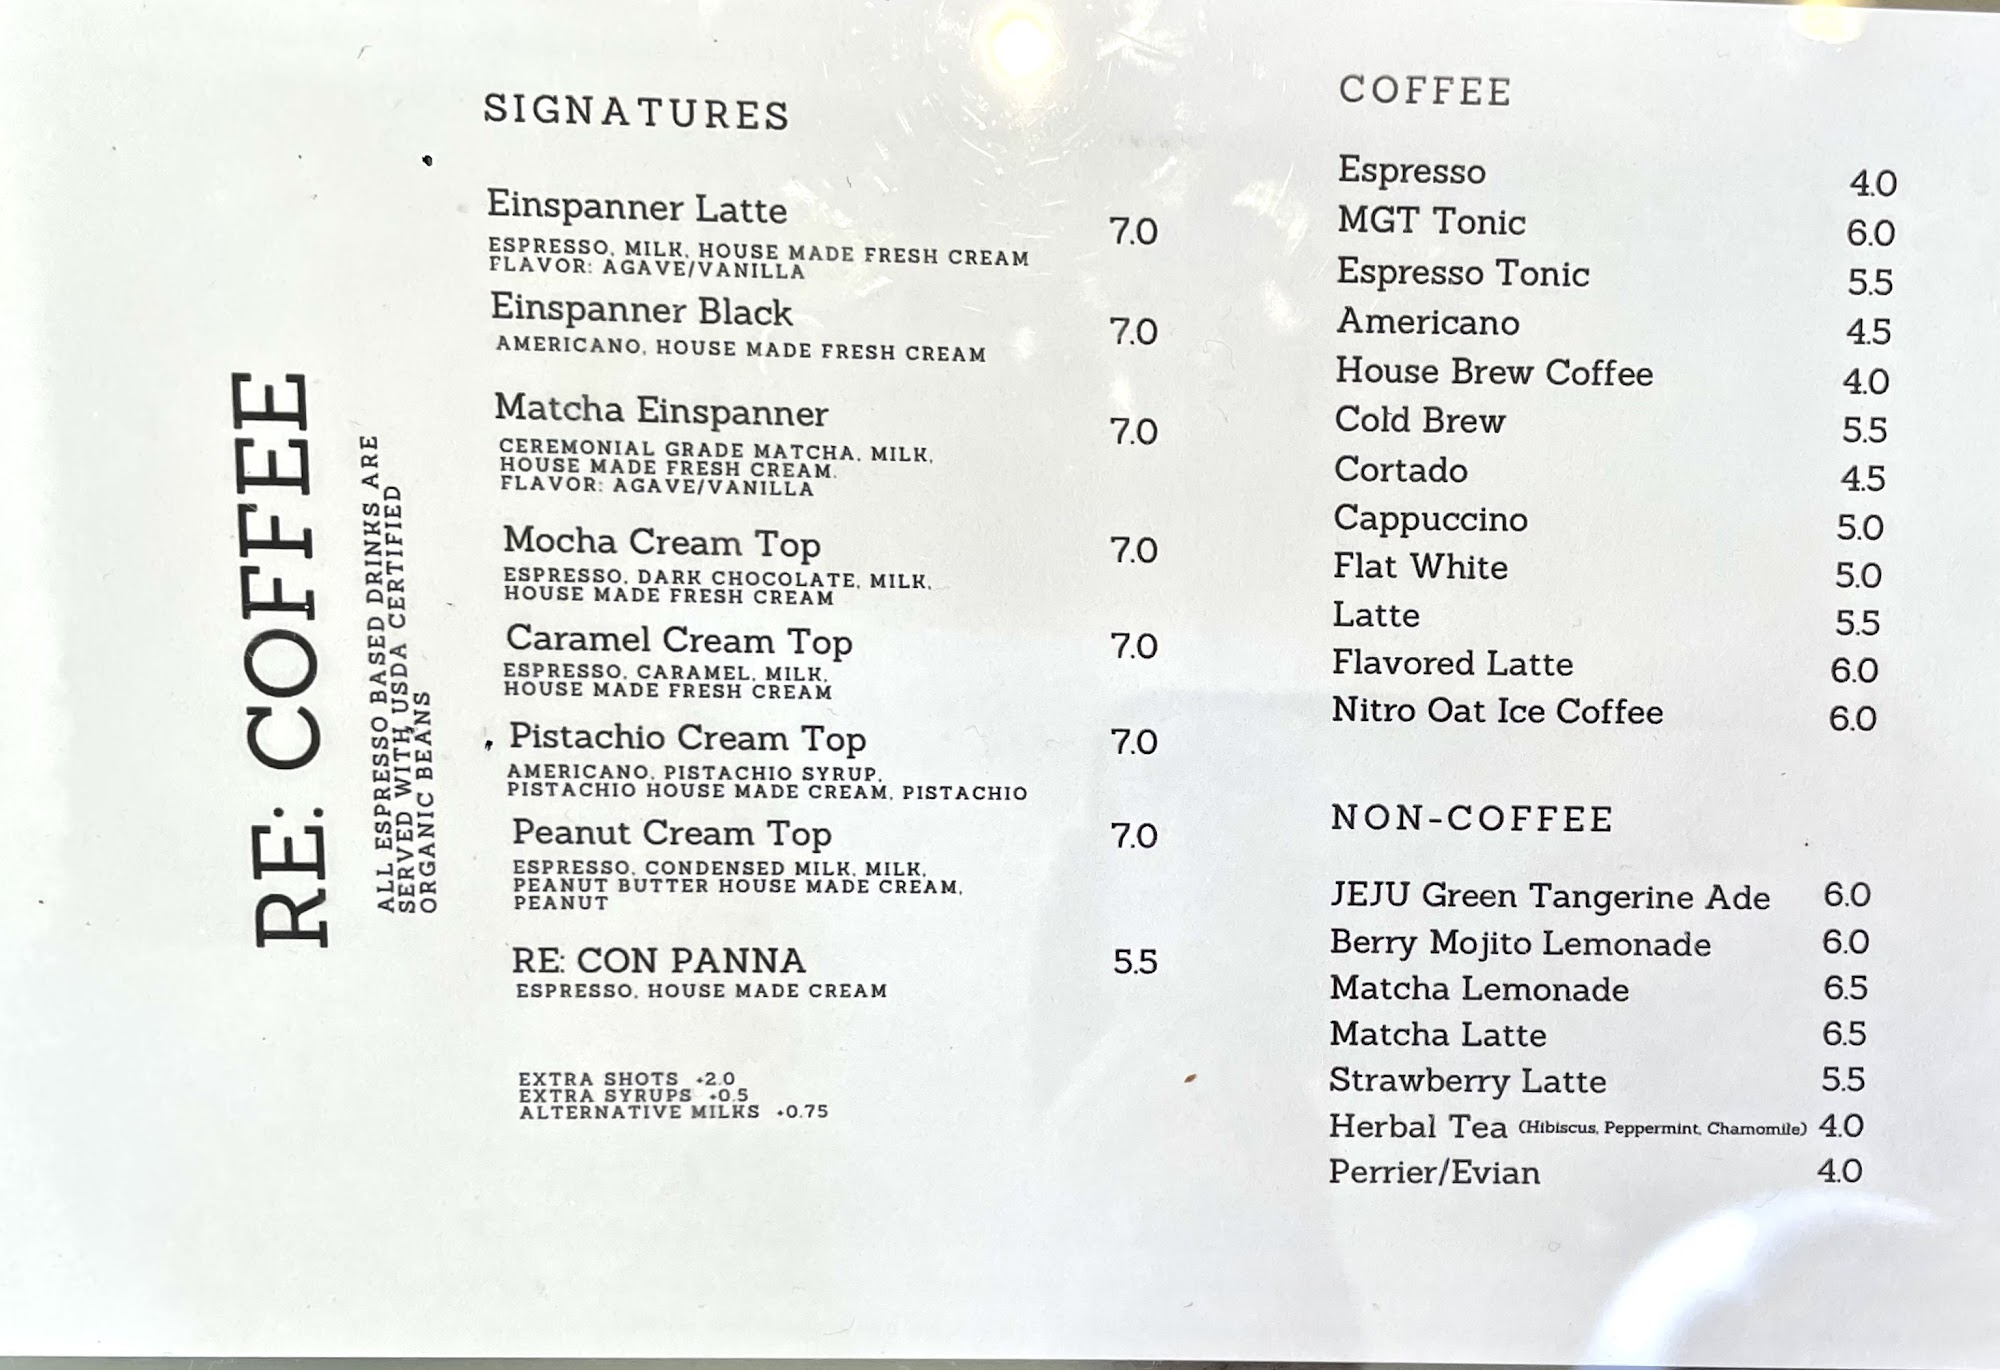 RE: COFFEE
ALL ESPRESSO BASED DRINKS ARE
SERVED WITH USDA CERTIFIED
ORGANIC BEANS
SIGNATURES
Einspanner Latte 7.0
ESPRESSO, MILK, HOUSE MADE FRESH CREAM
FLAVOR: AGAVE/VANILLA
Einspanner Black 7.0
AMERICANO, HOUSE MADE FRESH CREAM
Matcha Einspanner 7.0
CEREMONIAL GRADE MATCHA, MILK,
HOUSE MADE FRESH CREAM.
FLAVOR: AGAVE/VANILLA
Mocha Cream Top 7.0
ESPRESSO, DARK CHOCOLATE, MILK,
HOUSE MADE FRESH CREAM
Caramel Cream Top 7.0
ESPRESSO, CARAMEL, MILK,
HOUSE MADE FRESH CREAM
Pistachio Cream Top 7.0
AMERICANO, PISTACHIO SYRUP,
PISTACHIO HOUSE MADE CREAM, PISTACHIO
Peanut Cream Top 7.0
ESPRESSO, CONDENSED MILK, MILK,
PEANUT BUTTER HOUSE MADE CREAM,
PEANUT
RE: CON PANNA 5.5
ESPRESSO, HOUSE MADE CREAM
EXTRA SHOTS +2.0
EXTRA SYRUPS +0.5
ALTERNATIVE MILKS +0.75
COFFEE
Espresso 4.0
MGT Tonic 6.0
Espresso Tonic 5.5
Americano 4.5
House Brew Coffee 4.0
Cold Brew 5.5
Cortado 4.5
Cappuccino 5.0
Flat White 5.0
Latte 5.5
Flavored Latte 6.0
Nitro Oat Ice Coffee 6.0
NON-COFFEE
JEJU Green Tangerine Ade 6.0
Berry Mojito Lemonade 6.0
Matcha Lemonade 6.5
Matcha Latte 6.5
Strawberry Latte 5.5
Herbal Tea (Hibiscus, Peppermint, Chamomile) 4.0
Perrier/Evian 4.0